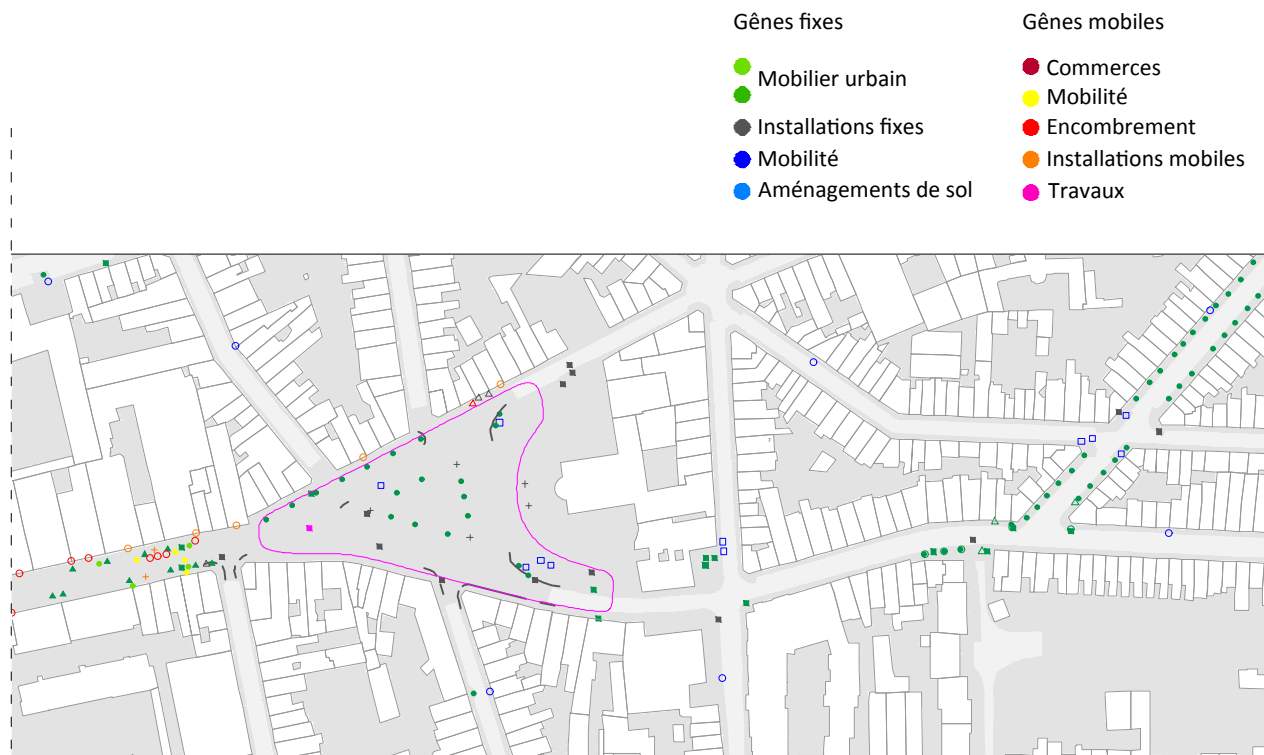 Gênes fixes
Mobilier urbain
Installations fixes
Mobilité
Aménagements de sol
Gênes mobiles
Commerces
Mobilité
Encombrement
Installations mobiles
Travaux